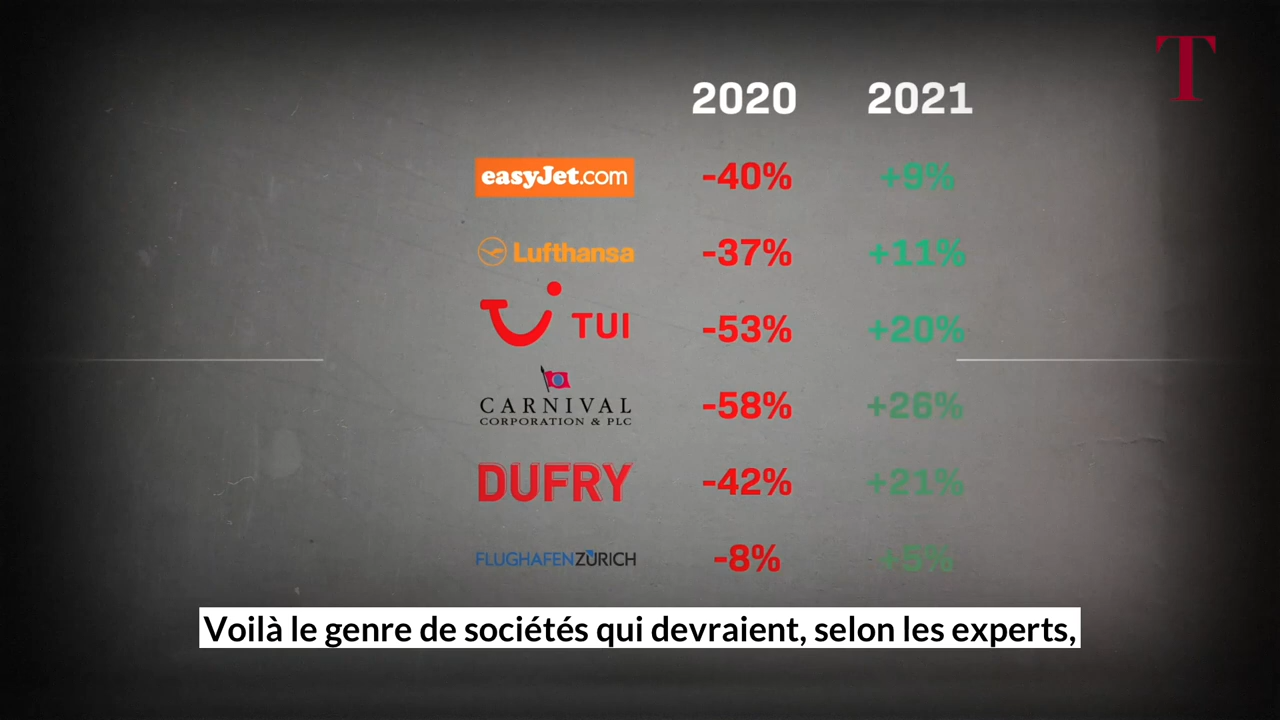 T
2020 2021
easyJet.com -40% +9%
Lufthansa -37% +11%
TUI -53% +20%
CARNIVAL
CORPORATION & PLC -58% +26%
DUFRY -42% +21%
FLUGHAFENZÜRICH -8% +5%
Voilà le genre de sociétés qui devraient, selon les experts,